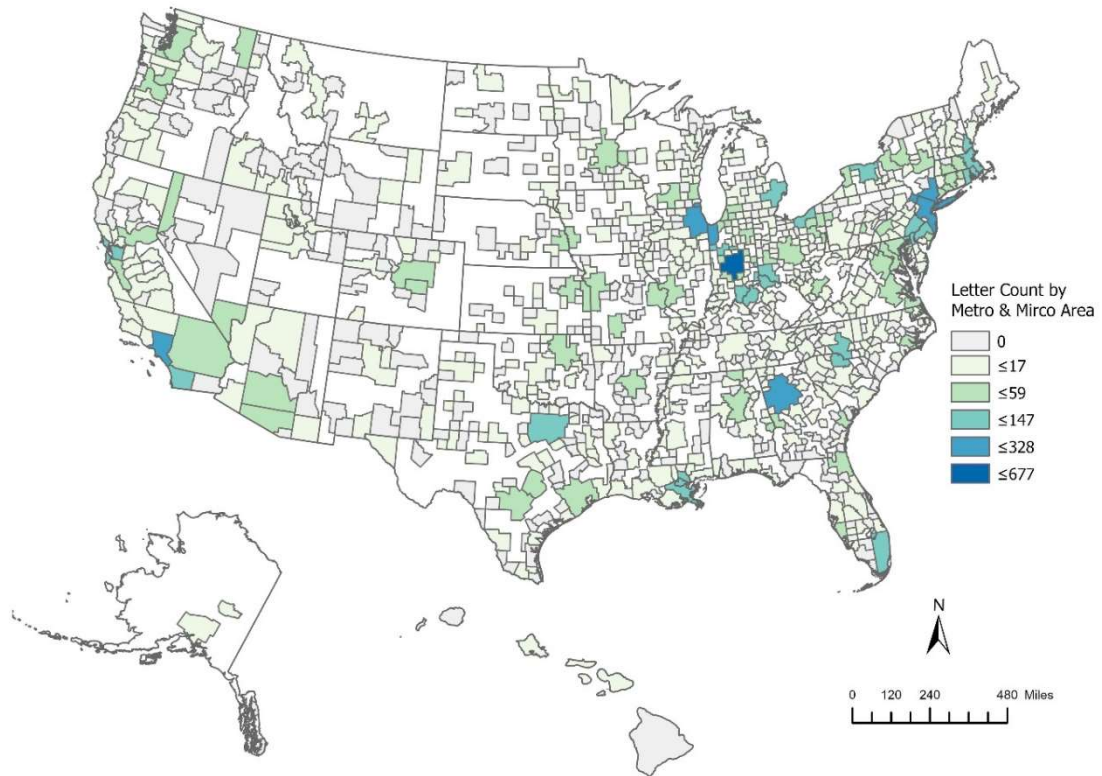 Letter Count by
Metro & Mirco Area
0
≤17
≤59
≤147
≤328
≤677
N
0 120 240 480 Miles